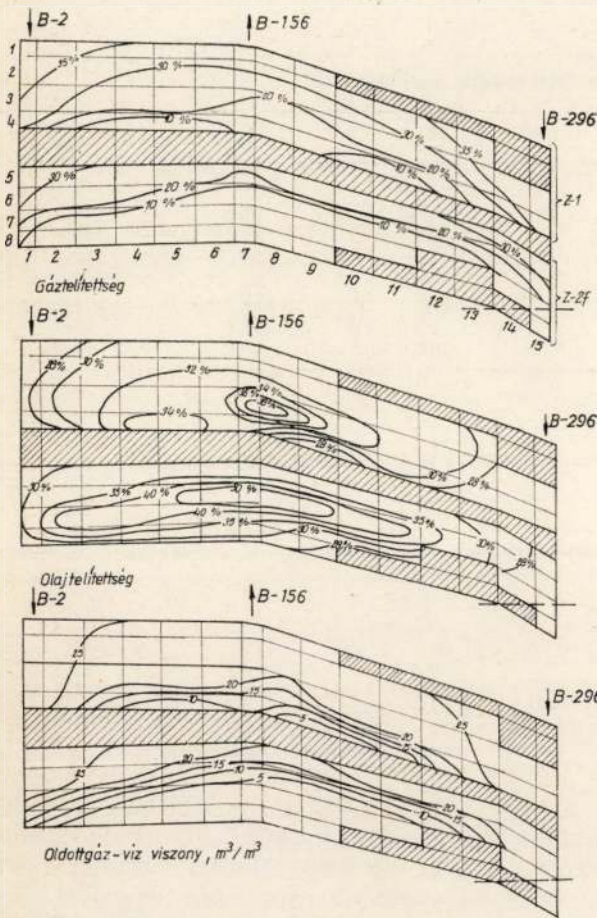 B-2 B-156
1 35 % 30 %
2
3 20 % 30 % 35 % B-296
4 10 %
5 30 % 10 % 20 % Z-1
6 20 %
7 10 % 10 % 20 % 30 %
8
1 2 3 4 5 6 7 8 9 10 11 12 13 14 15 Z-2f
Gáztelítettség
B-2 B-156
28% 30% 32% 34% B-296
34% 28% 30% 28%
30% 35% 40% 50% 35%
40% 35% 30% 28% 30% 28%
Olajtelítettség
B-2 B-156
25 20 15 B-296
10 5 20 25
15
25 20 15 10 5 20
10 15
Oldottgáz-víz viszony, m³/m³